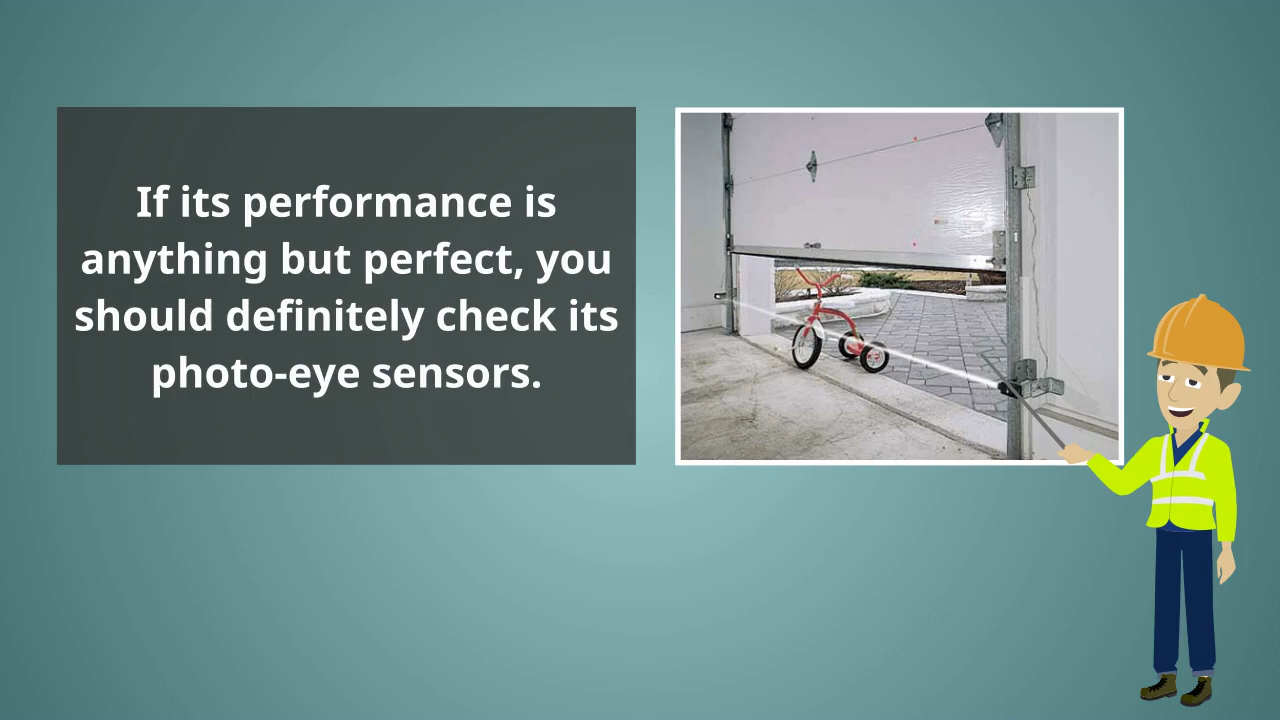 If its performance is
anything but perfect, you
should definitely check its
photo-eye sensors.